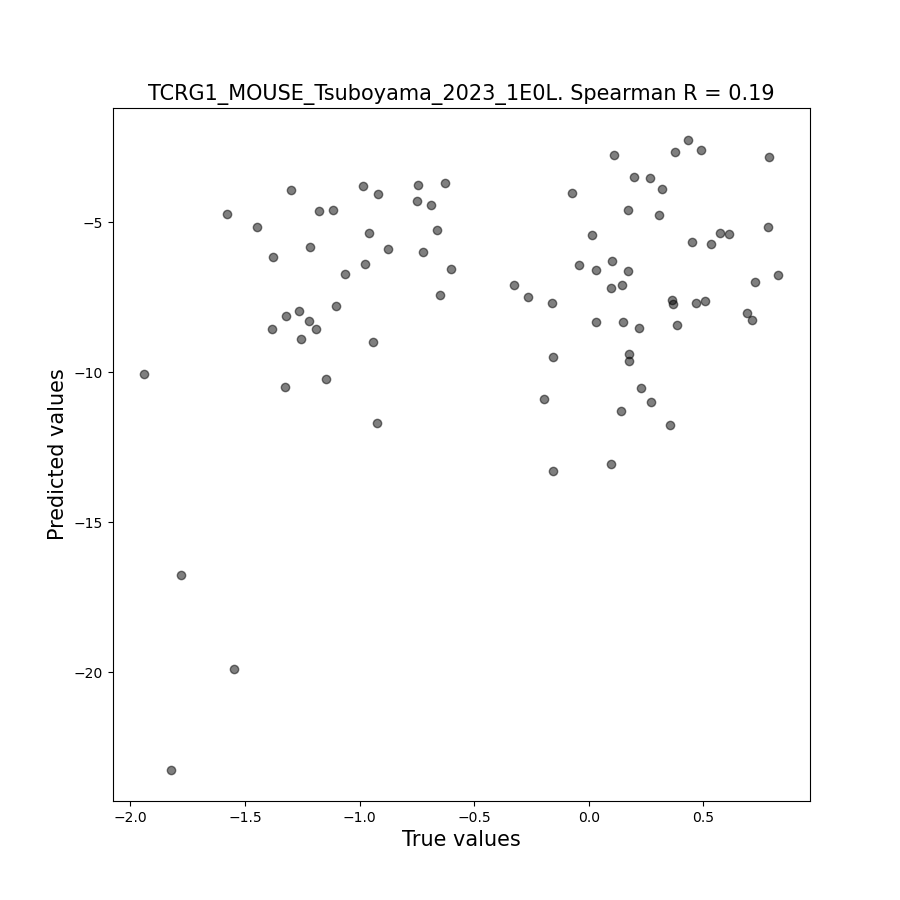 TCRG1_MOUSE_Tsuboyama_2023_1E0L. Spearman R = 0.19
Predicted values
−5
−10
−15
−20
−2.0 −1.5 −1.0 −0.5 0.0 0.5
True values